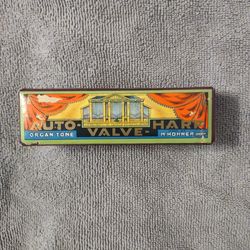 AUTO-VALVE-HARP
ORGAN-TONE M. HOHNER